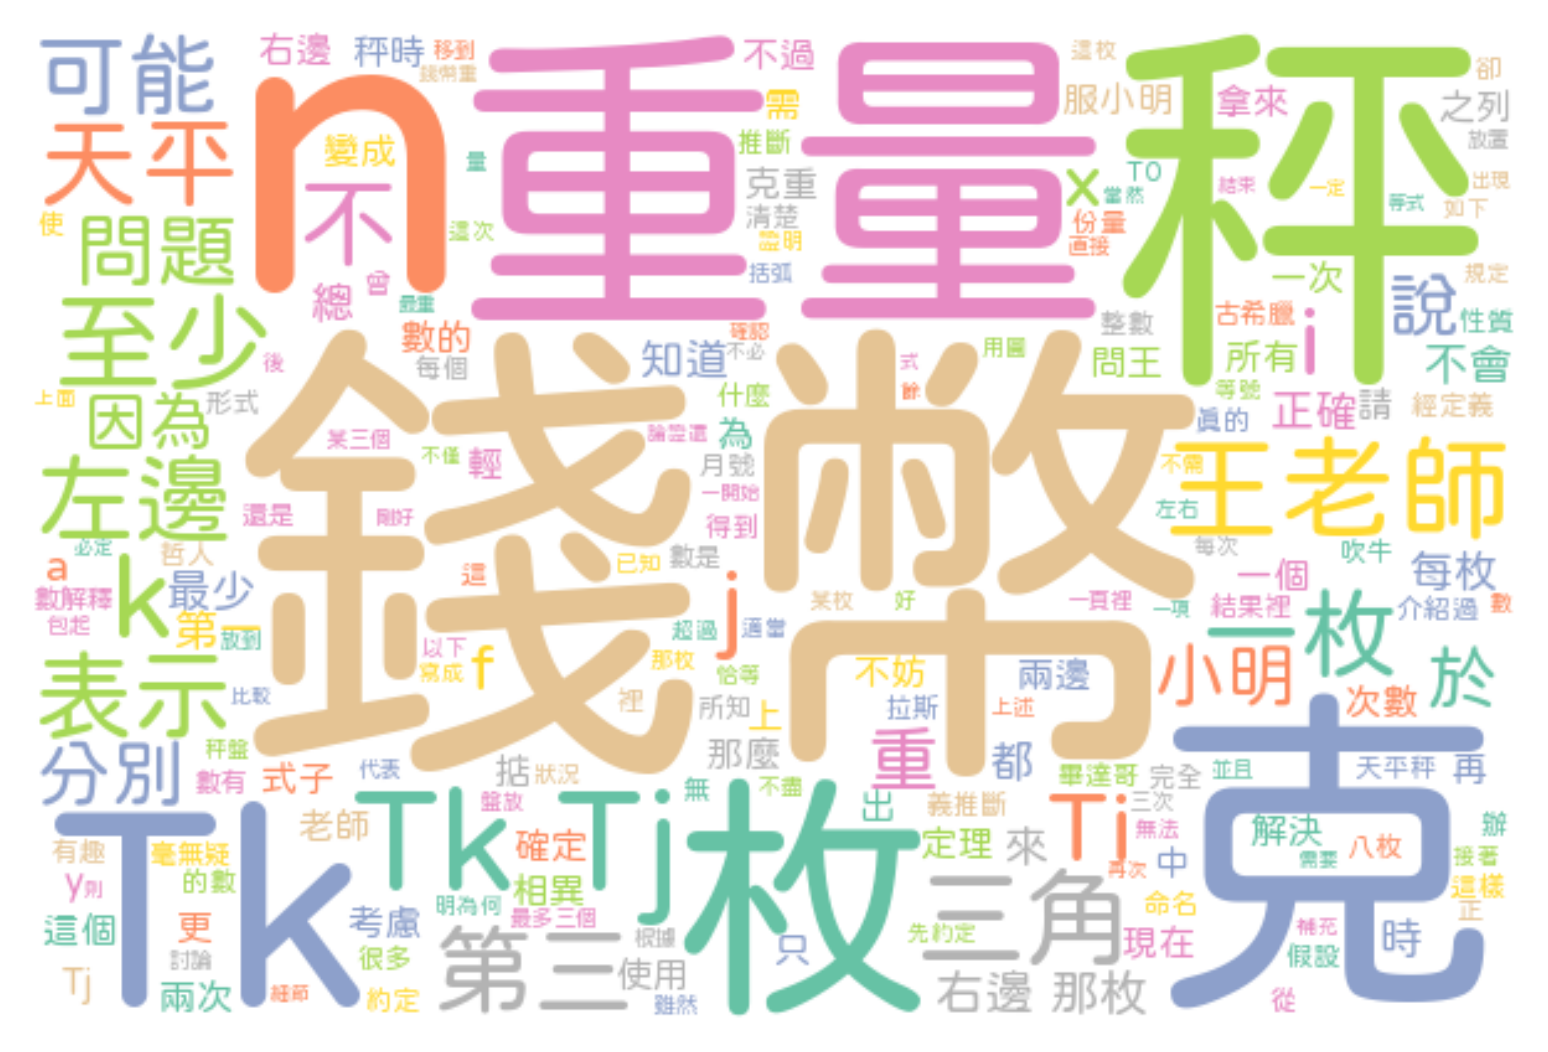 可能 右邊 秤時 移到 重量 不過 這枚 秤 卻
錢幣重 n 需 服小明 拿來 之列
天平 變成 量 推斷 x TO 放置
不 克重 當然 結束 一定 出現
使 問題 這次 清楚 份量 等式 如下
證明 直接
總 曾 最重 括弧 一次 說 規定
至少 數的 確認 整數 古希臘 i 性質
後 每個 知道 不必 式 用圖 問王 所有 不會
上面 因為 形式 錢幣 什麼 餘 等號 正確 請 經定義
某三個 不僅 輕 論證還 為 真的
左邊 月號 一開始 不需 王老師
還是 剛好 得到 左右
必定 哲人 已知 數是 每次 吹牛
a k 最少 這 j 某枚 好 一頁裡 一個 每枚
數解釋 一項 結果裡 介紹過 數
包起 第一 放到 以下 超過 適當 一枚
表示 寫成 f 那枚 恰等 不妨 兩邊 小明 於
比較 裡 所知 上 拉斯 上述 次數
分別 秤盤 那麼 重 都 克
數有 式子 代表 掂 狀況 畢達哥 完全 並且 天平秤 再
Tk TkTj 盤放 無 不盡 出 義推斷 Ti 三次
老師 枚 無法 解決 辦
有趣 毫無疑 確定 定理 來 中 需要 八枚 接著
y 則 的數 相異 再次 這樣
明為何 最多三個 三角 命名 正
這個 更 考慮 第三 根據 只 先約定 現在 補充 時
討論 很多 假設
Tj 兩次 細節 約定 使用 雖然 右邊 那枚 從